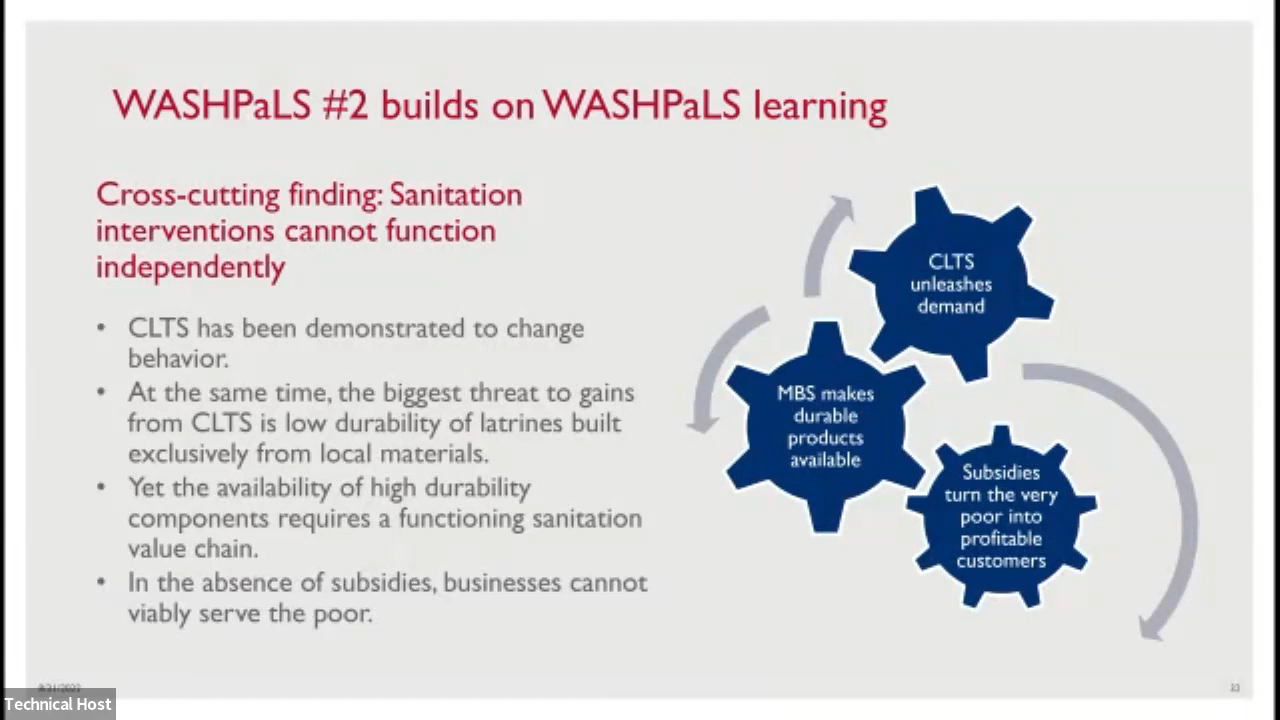 WASHPaLS #2 builds on WASHPaLS learning
Cross-cutting finding: Sanitation
interventions cannot function
independently
• CLTS has been demonstrated to change
behavior.
• At the same time, the biggest threat to gains
from CLTS is low durability of latrines built
exclusively from local materials.
• Yet the availability of high durability
components requires a functioning sanitation
value chain.
• In the absence of subsidies, businesses cannot
viably serve the poor.
CLTS
unleashes
demand
MBS makes
durable
products
available
Subsidies
turn the very
poor into
profitable
customers
Technical Host